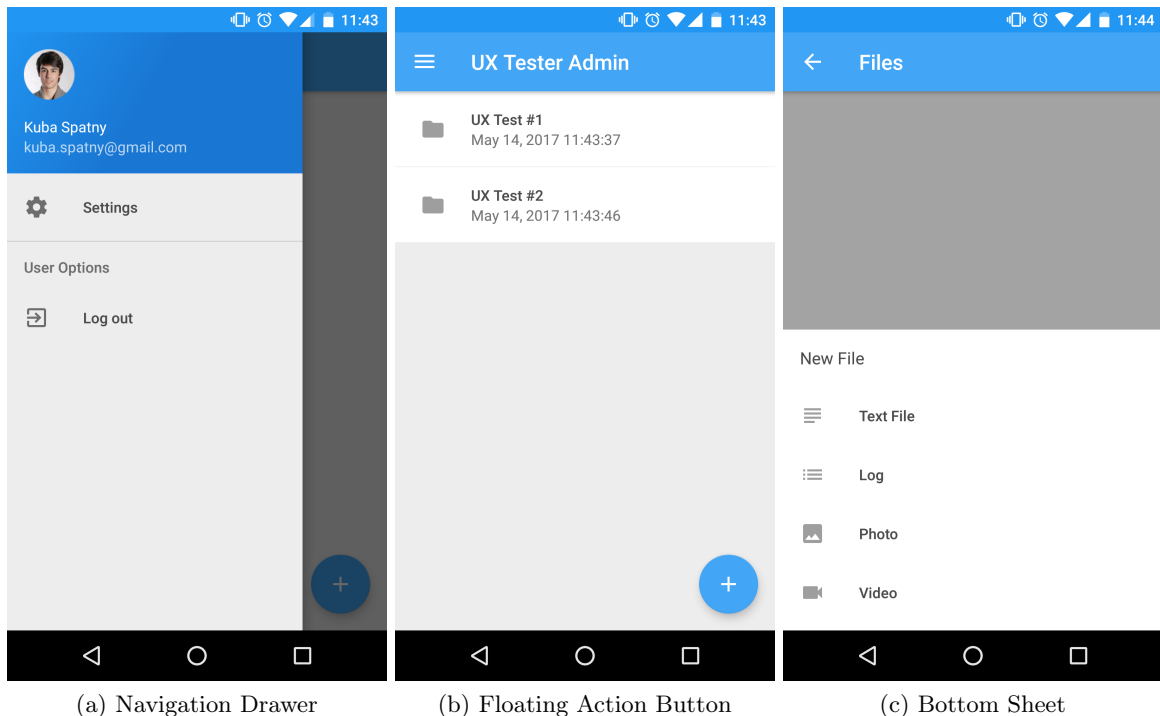 11:43
Kuba Spatny
kuba.spatny@gmail.com
Settings
User Options
Log out
(a) Navigation Drawer
11:43
UX Tester Admin
UX Test #1
May 14, 2017 11:43:37
UX Test #2
May 14, 2017 11:43:46
(b) Floating Action Button
11:44
Files
New File
Text File
Log
Photo
Video
(c) Bottom Sheet